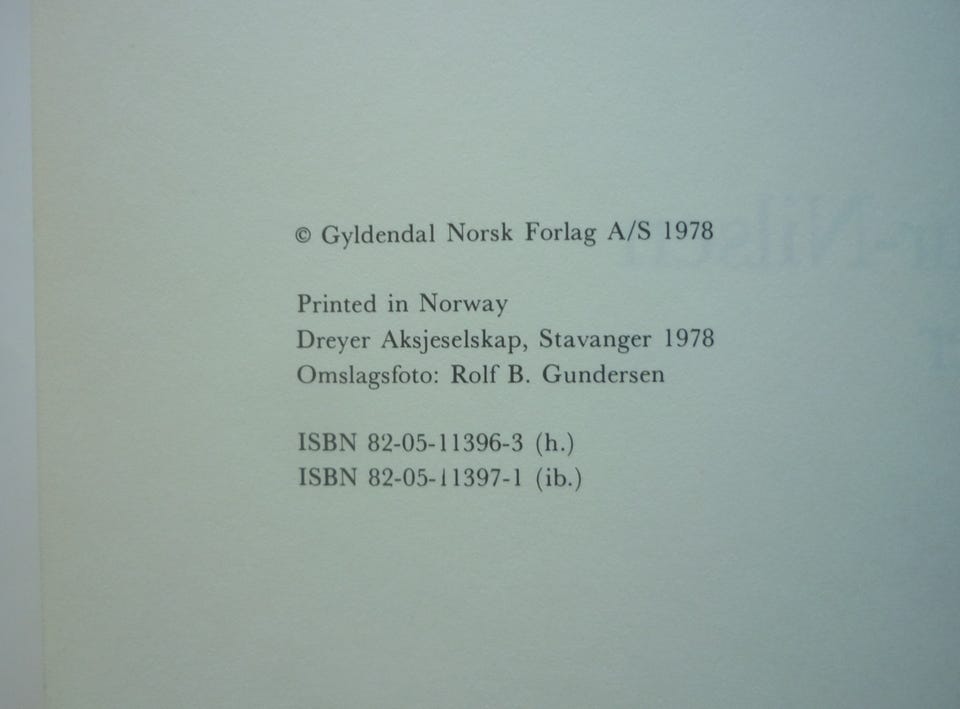 © Gyldendal Norsk Forlag A/S 1978
Printed in Norway
Dreyer Aksjeselskap, Stavanger 1978
Omslagsfoto: Rolf B. Gundersen
ISBN 82-05-11396-3 (h.)
ISBN 82-05-11397-1 (ib.)